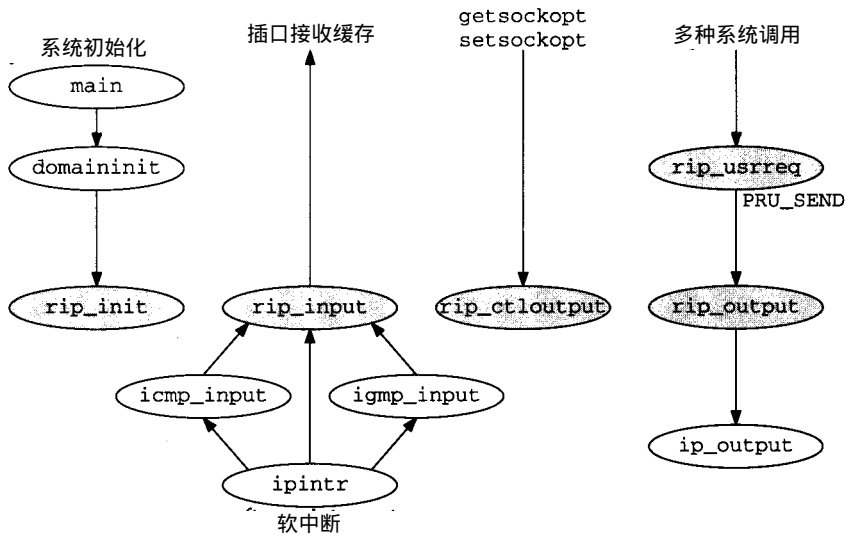 系统初始化
插口接收缓存
getsockopt
setsockopt
多种系统调用
main
domaininit
rip_usrreq
PRU_SEND
rip_init
rip_input
rip_ctloutput
rip_output
icmp_input
igmp_input
ip_output
ipintr
软中断